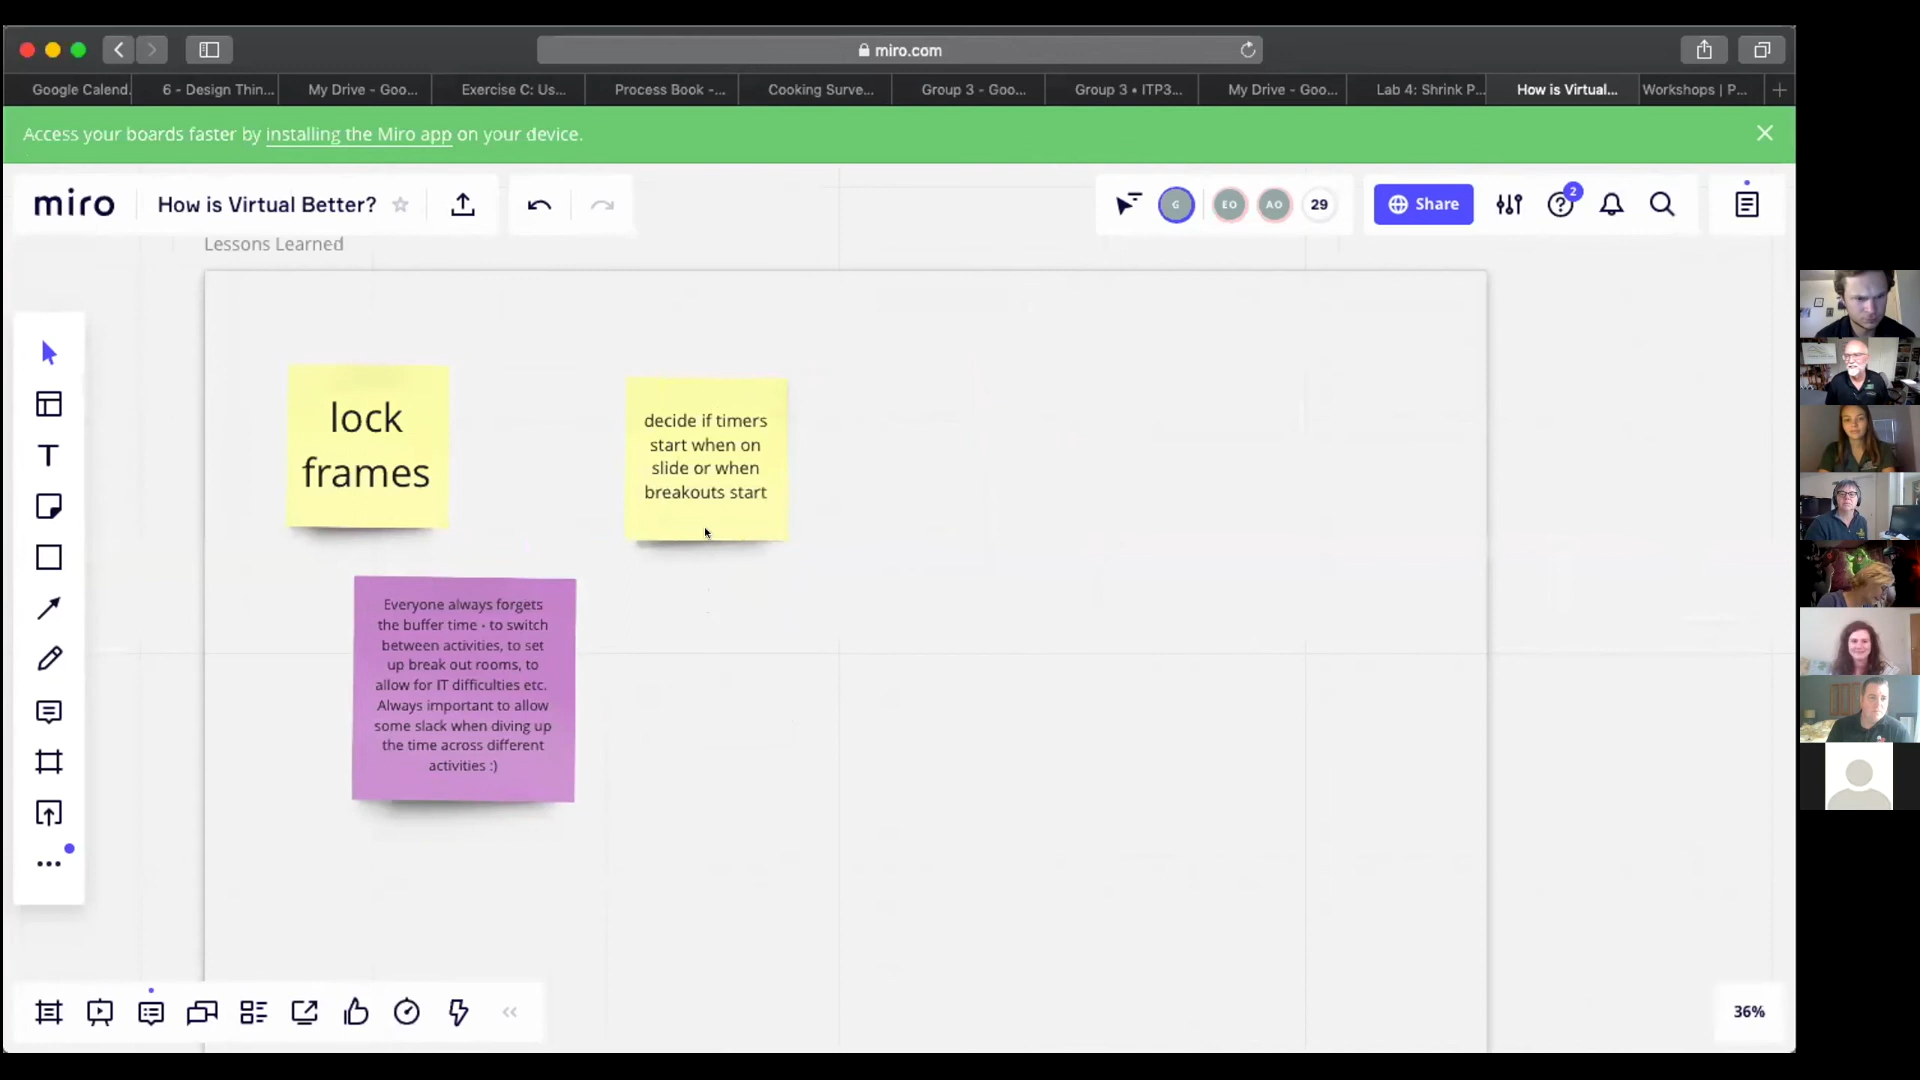 miro.com
Google Calend.
6 - Design Thin...
My Drive - Goo...
Exercise C: Us...
Process Book -...
Cooking Surve...
Group 3 - Goo...
Group 3 • ITP3...
My Drive - Goo...
Lab 4: Shrink P...
How is Virtual...
Workshops | P...
Access your boards faster by installing the Miro app on your device.
miro
How is Virtual Better?
G
EO
AO
29
Share
2
Lessons Learned
lock
frames
decide if timers
start when on
slide or when
breakouts start
Everyone always forgets
the buffer time - to switch
between activities, to set
up break out rooms, to
allow for IT difficulties etc.
Always important to allow
some slack when diving up
the time across different
activities :)
36%